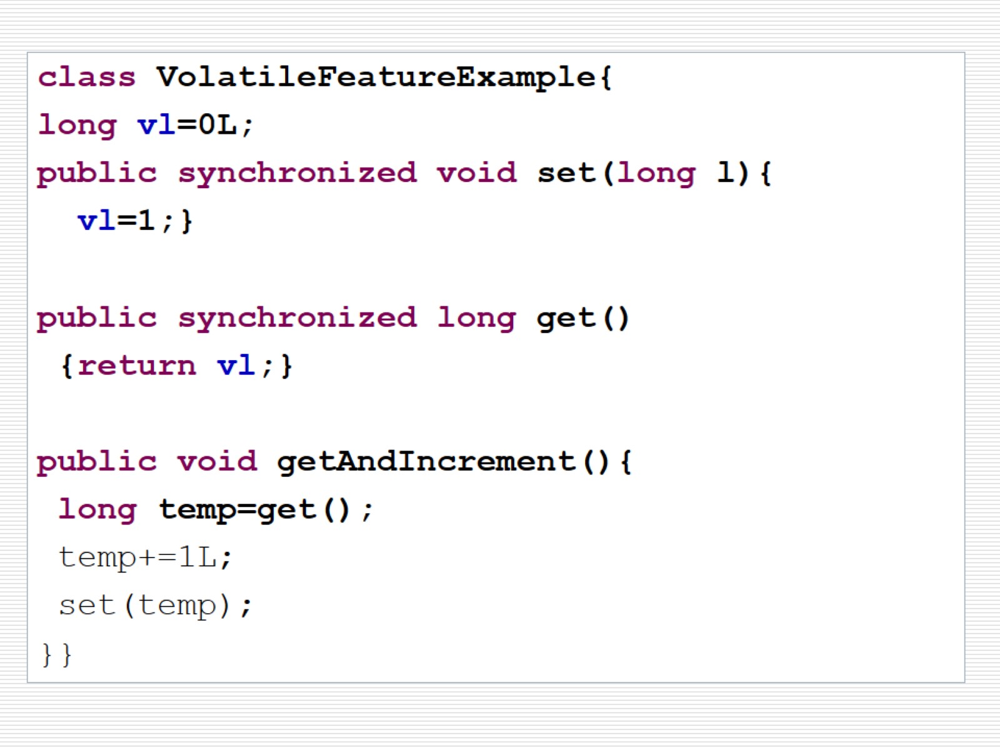 class VolatileFeatureExample{
long vl=0L;
public synchronized void set(long l){
vl=1;}
public synchronized long get()
{return vl;}
public void getAndIncrement(){
long temp=get();
temp+=1L;
set(temp);
}}